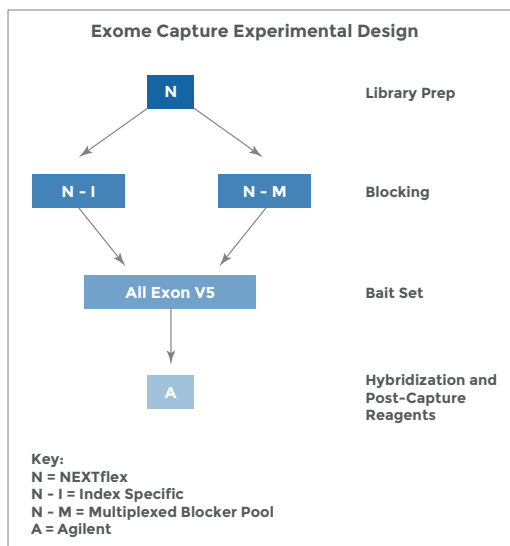 Exome Capture Experimental Design
N
Library Prep
N - I
N - M
Blocking
All Exon V5
Bait Set
A
Hybridization and
Post-Capture
Reagents
Key:
N = NEXTflex
N - I = Index Specific
N - M = Multiplexed Blocker Pool
A = Agilent